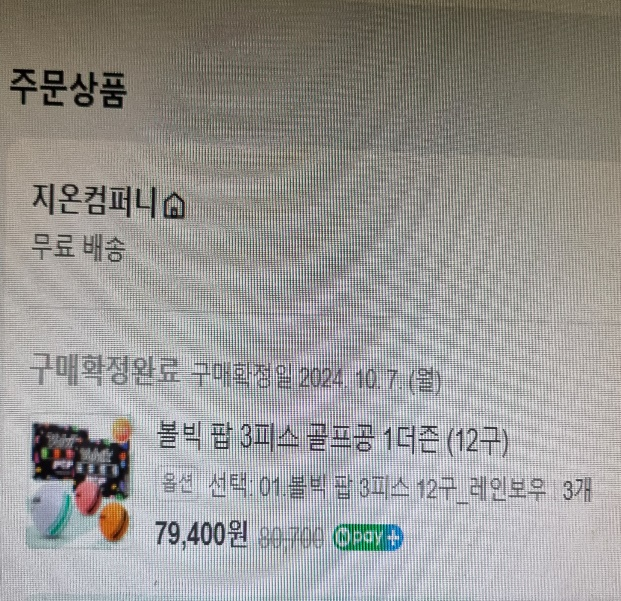 주문상품
지온컴퍼니
무료 배송
구매확정완료 구매확정일 2024. 10. 7. (월)
볼빅 팝 3피스 골프공 1더즌 (12구)
옵션 선택: 01.볼빅 팝 3피스 12구_레인보우 3개
79,400원 80,700 Npay+